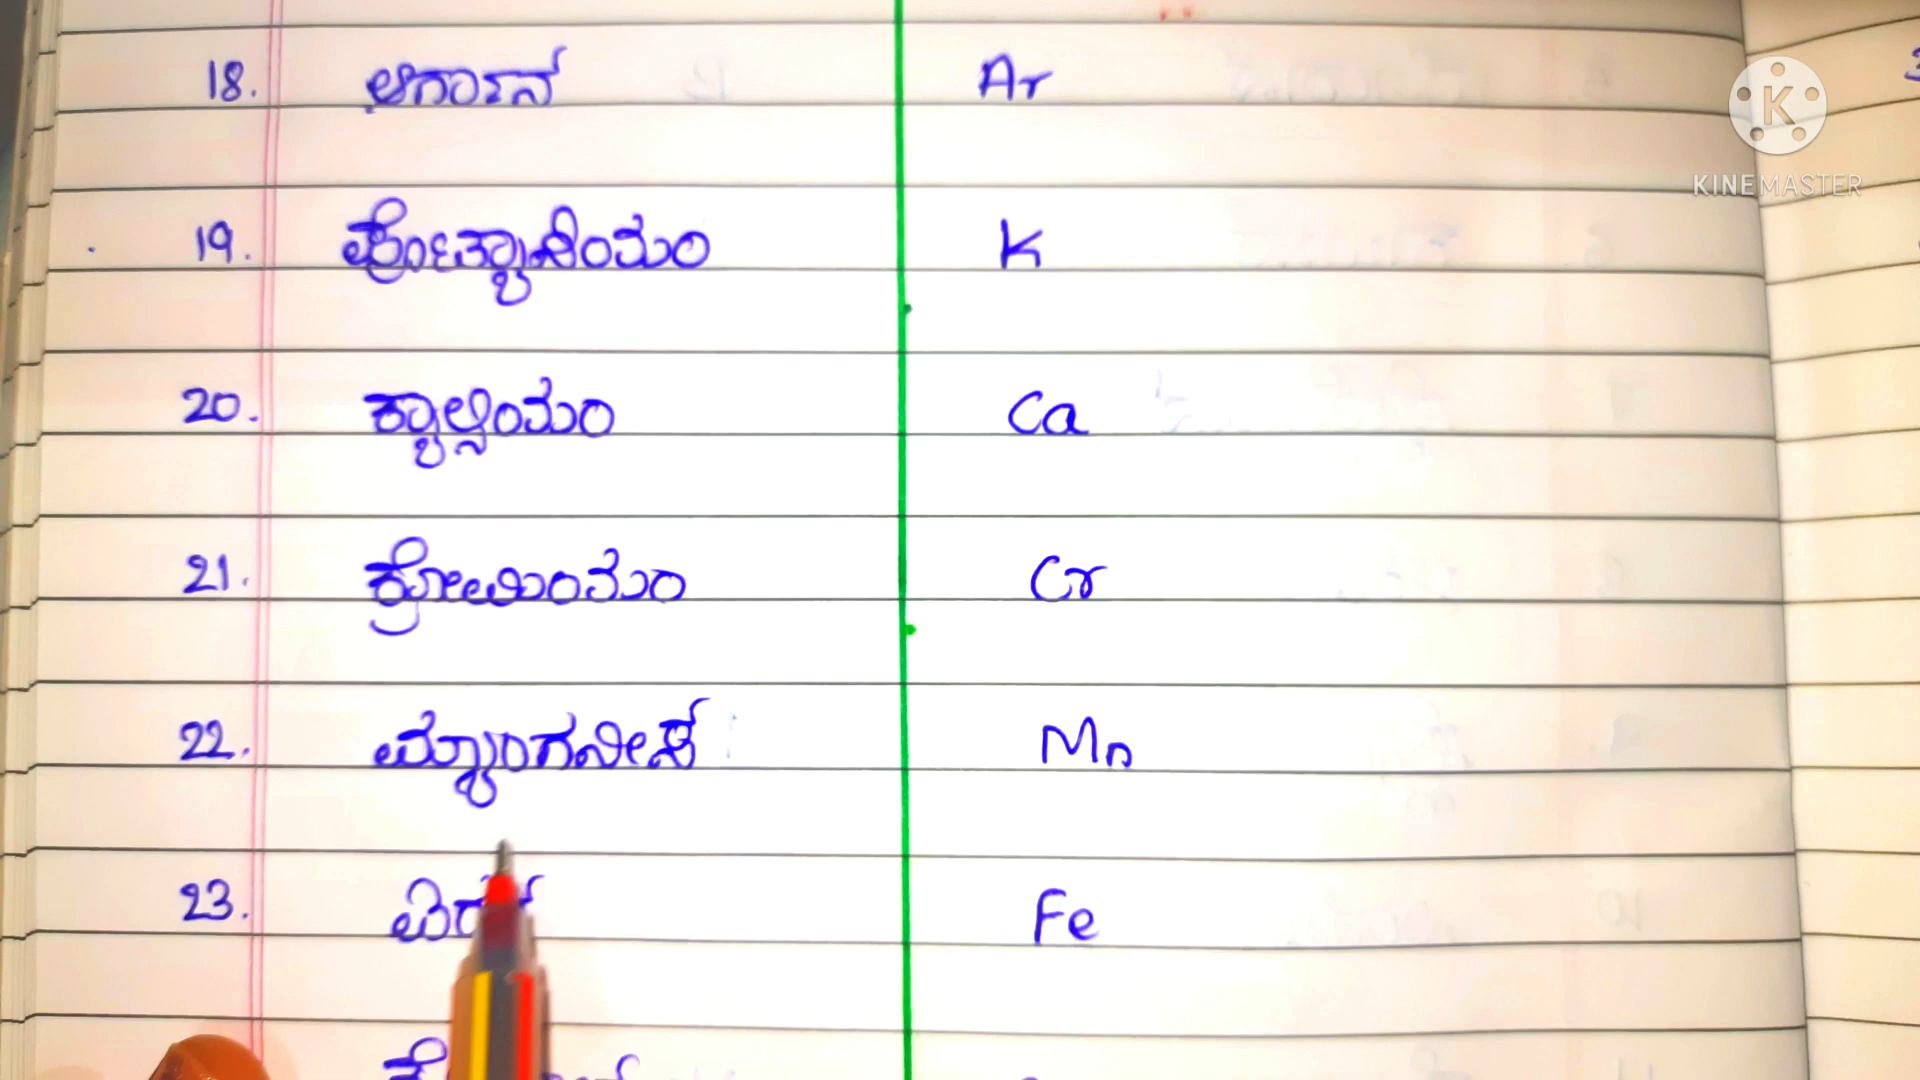 18. ಆರ್ಗಾನ್ Ar
19. ಪೊಟ್ಯಾಸಿಯಂ K
20. ಕ್ಯಾಲ್ಸಿಯಂ Ca
21. ಕ್ರೋಮಿಯಂ Cr
22. ಮ್ಯಾಂಗನೀಸ್ Mn
23. Fe
KINEMASTER